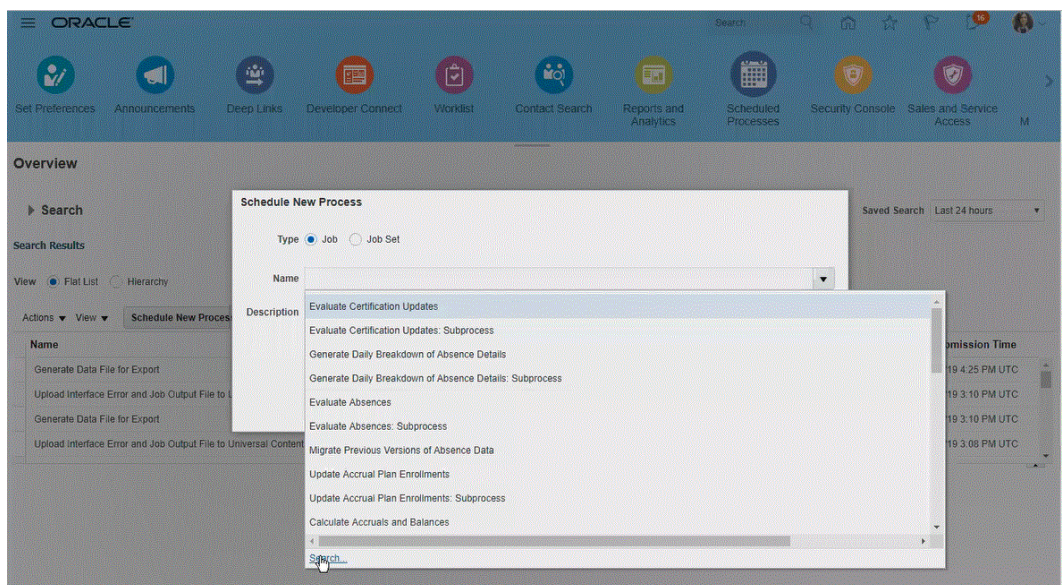 ORACLE
Search
16
Set Preferences
Announcements
Deep Links
Developer Connect
Worklist
Contact Search
Reports and Analytics
Scheduled Processes
Security Console
Sales and Service Access
M
Overview
Search
Saved Search Last 24 hours
Search Results
View Flat List Hierarchy
Actions View Schedule New Process
Name
mission Time
Generate Data File for Export
19 4:25 PM UTC
Upload Interface Error and Job Output File to
19 3:10 PM UTC
Generate Data File for Export
19 3:10 PM UTC
Upload Interface Error and Job Output File to Universal Content
19 3:08 PM UTC
Schedule New Process
Type Job Job Set
Name
Description
Evaluate Certification Updates
Evaluate Certification Updates: Subprocess
Generate Daily Breakdown of Absence Details
Generate Daily Breakdown of Absence Details: Subprocess
Evaluate Absences
Evaluate Absences: Subprocess
Migrate Previous Versions of Absence Data
Update Accrual Plan Enrollments
Update Accrual Plan Enrollments: Subprocess
Calculate Accruals and Balances
Search...